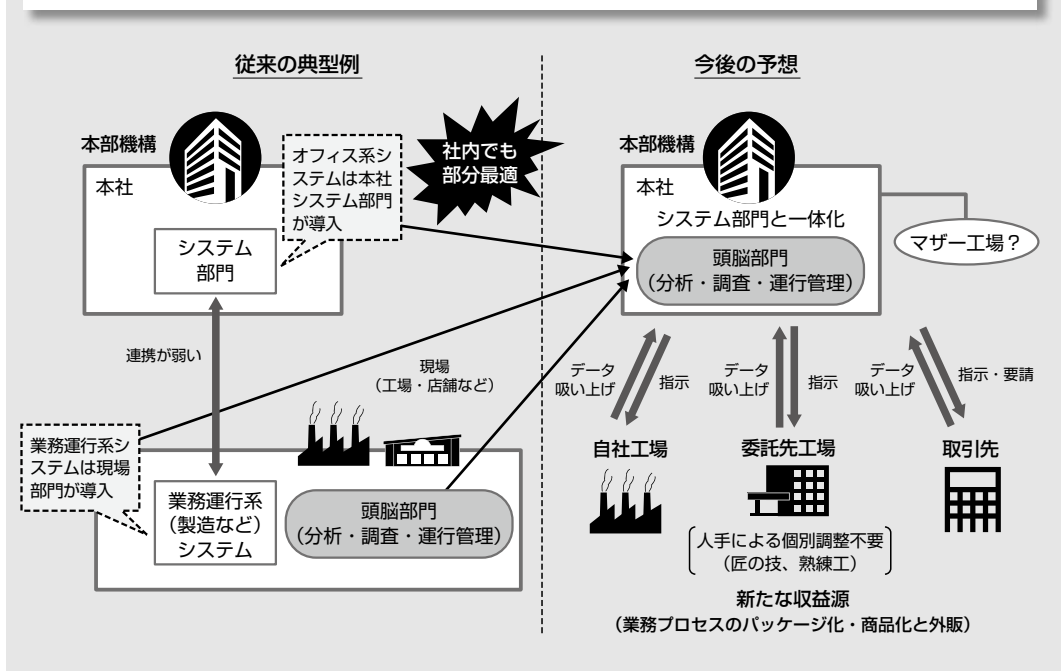 従来の典型例
本部機構
本社
オフィス系シ
ステムは本社
システム部門
が導入
社内でも
部分最適
システム
部門
連携が弱い
現場
（工場・店舗など）
業務運行系シ
ステムは現場
部門が導入
業務運行系
（製造など）
システム
頭脳部門
（分析・調査・運行管理）
今後の予想
本部機構
本社
システム部門と一体化
頭脳部門
（分析・調査・運行管理）
マザー工場？
データ
吸い上げ
指示
データ
吸い上げ
指示
データ
吸い上げ
指示・要請
自社工場
委託先工場
取引先
人手による個別調整不要
（匠の技、熟練工）
新たな収益源
（業務プロセスのパッケージ化・商品化と外販）